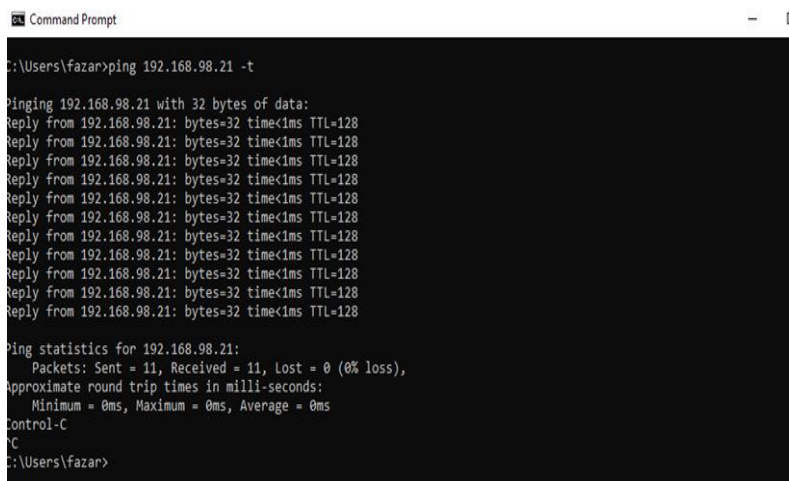 Command Prompt
C:\Users\fazar>ping 192.168.98.21 -t
Pinging 192.168.98.21 with 32 bytes of data:
Reply from 192.168.98.21: bytes=32 time<1ms TTL=128
Reply from 192.168.98.21: bytes=32 time<1ms TTL=128
Reply from 192.168.98.21: bytes=32 time<1ms TTL=128
Reply from 192.168.98.21: bytes=32 time<1ms TTL=128
Reply from 192.168.98.21: bytes=32 time<1ms TTL=128
Reply from 192.168.98.21: bytes=32 time<1ms TTL=128
Reply from 192.168.98.21: bytes=32 time<1ms TTL=128
Reply from 192.168.98.21: bytes=32 time<1ms TTL=128
Reply from 192.168.98.21: bytes=32 time<1ms TTL=128
Reply from 192.168.98.21: bytes=32 time<1ms TTL=128
Reply from 192.168.98.21: bytes=32 time<1ms TTL=128
Ping statistics for 192.168.98.21:
Packets: Sent = 11, Received = 11, Lost = 0 (0% loss),
Approximate round trip times in milli-seconds:
Minimum = 0ms, Maximum = 0ms, Average = 0ms
Control-C
^C
C:\Users\fazar>